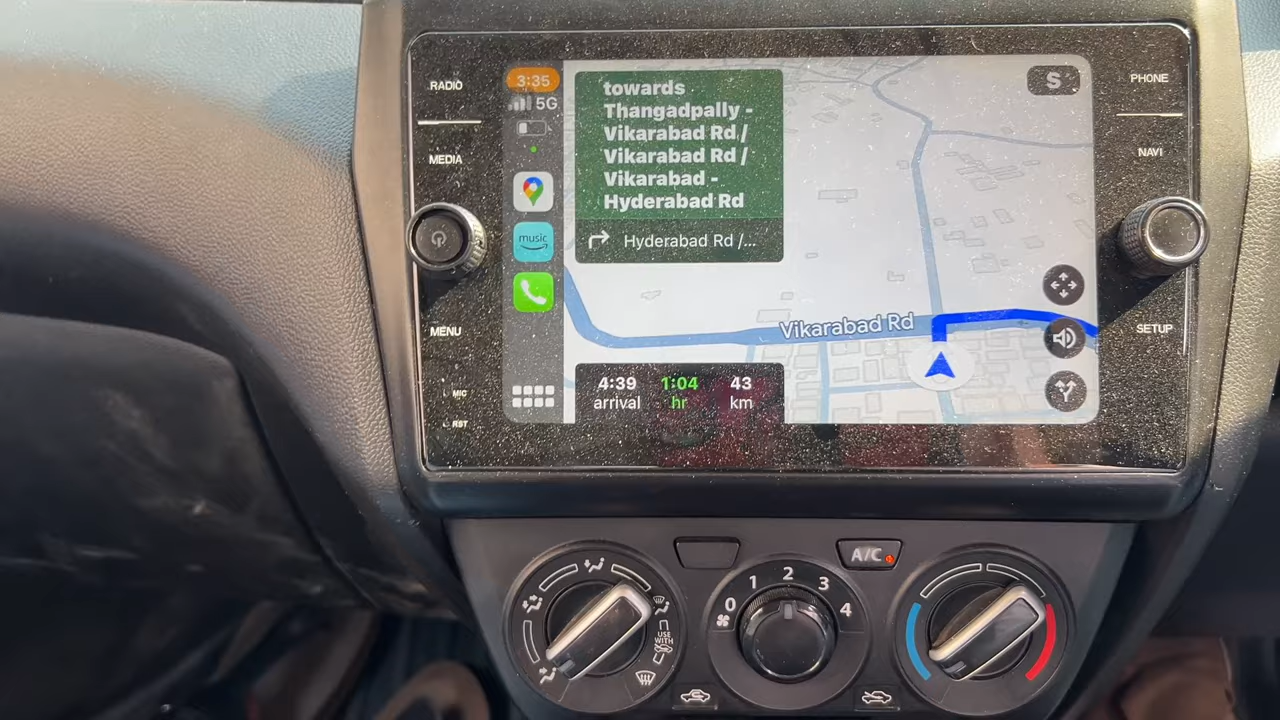 RADIO
MEDIA
MENU
MIC
RST
3:35
5G
music
towards
Thangadpally -
Vikarabad Rd /
Vikarabad Rd /
Vikarabad -
Hyderabad Rd
Hyderabad Rd /...
S
Vikarabad Rd
4:39 1:04 43
arrival hr km
PHONE
NAVI
SETUP
A/C
0 1 2 3 4
USE
WITH